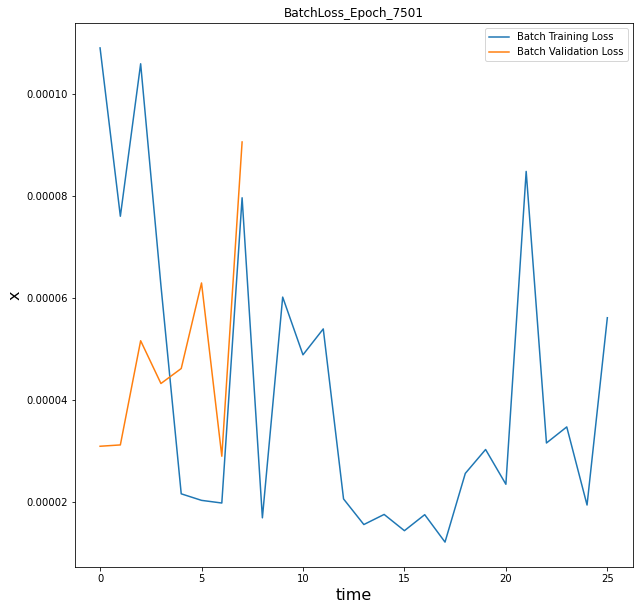 BatchLoss_Epoch_7501
Batch Training Loss
Batch Validation Loss
0.00010
0.00008
0.00006
0.00004
0.00002
x
0 5 10 15 20 25
time